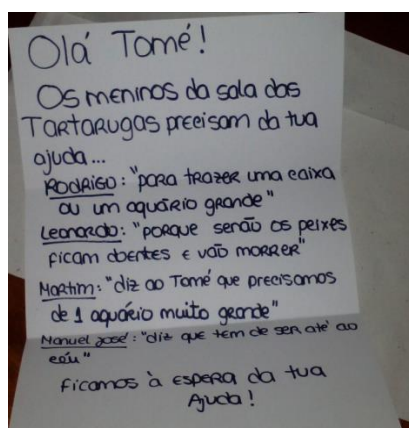 Olá Tomé!
Os meninos da sala das
Tartarugas precisam da tua
ajuda...
Rodrigo: "para trazer uma caixa
ou um aquário grande"
Leonardo: "porque senão os peixes
ficam doentes e vão morrer"
Martim: "diz ao Tomé que precisamos
de 1 aquário muito grande"
Manuel José: "diz que tem de ser até ao
céu"
Ficamos à espera da tua
Ajuda!